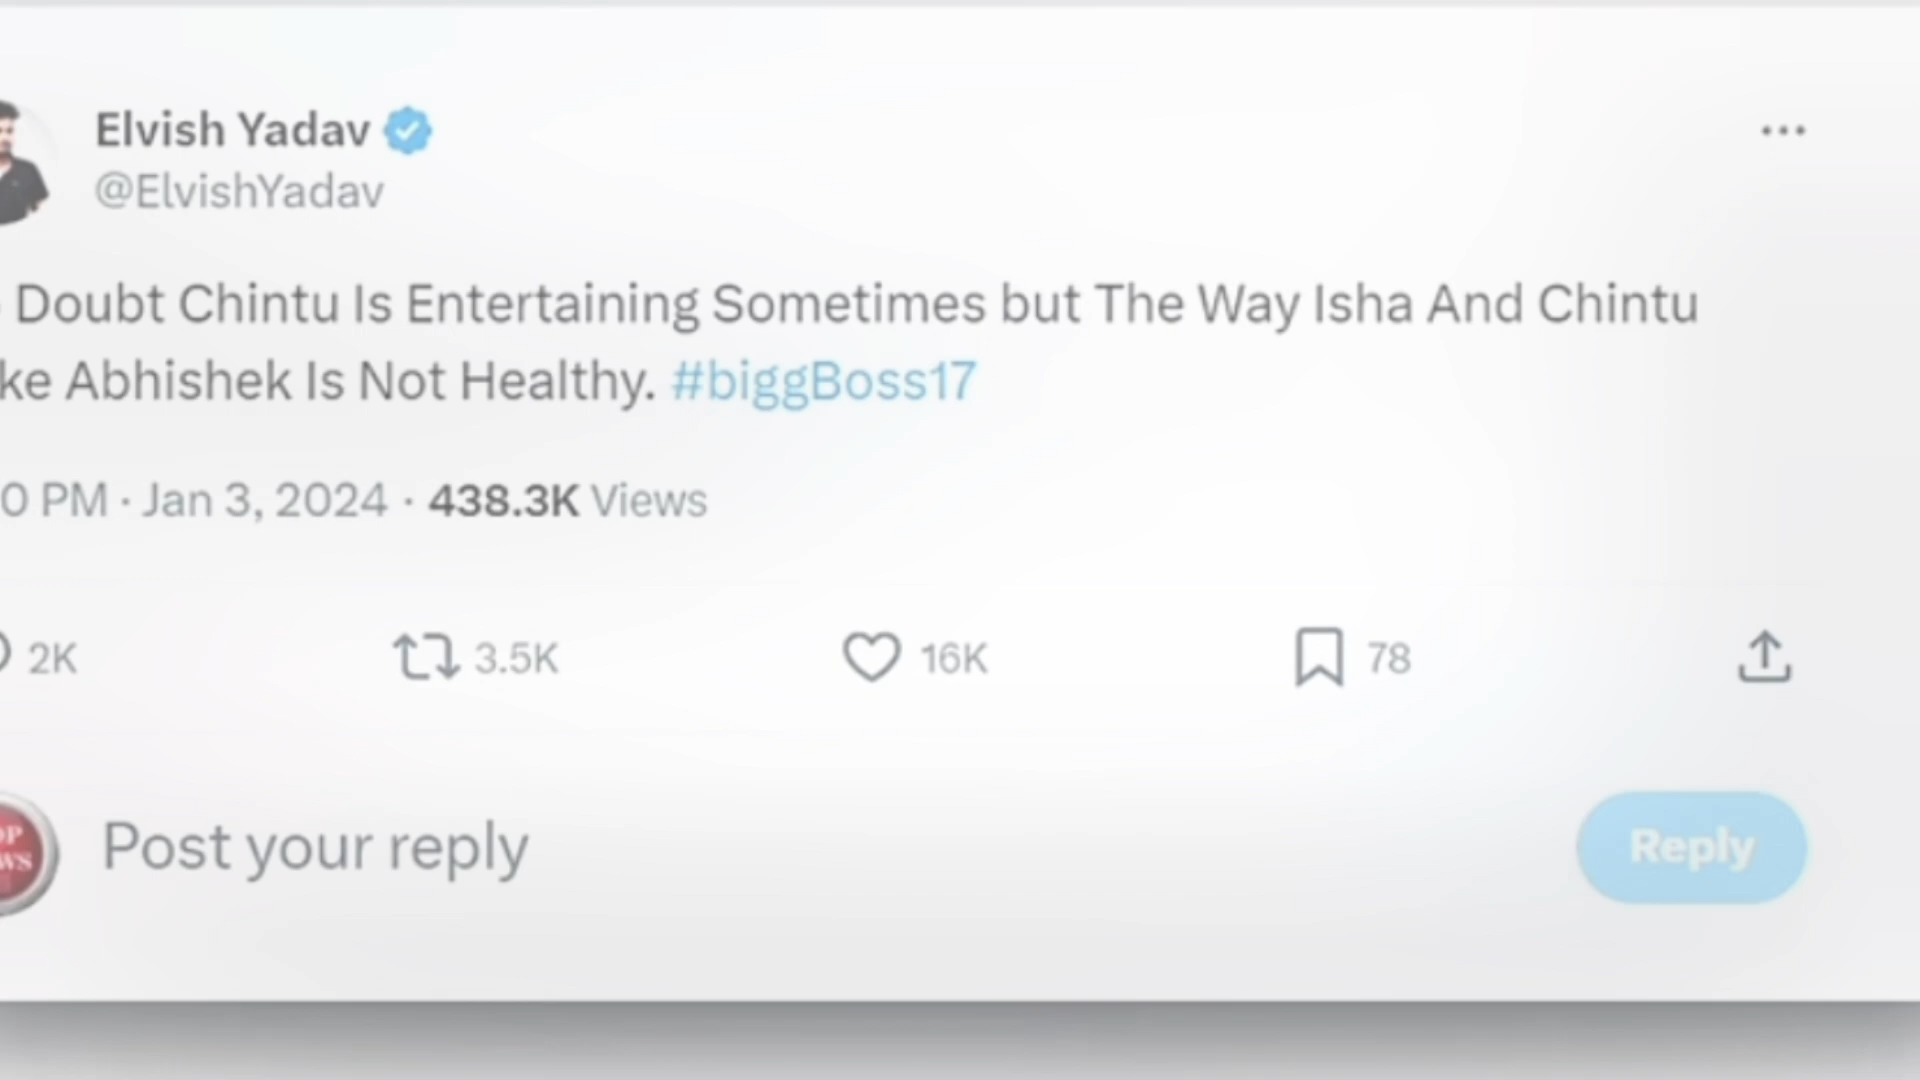 Elvish Yadav
@ElvishYadav
Doubt Chintu Is Entertaining Sometimes but The Way Isha And Chintu
ke Abhishek Is Not Healthy. #biggBoss17
0 PM · Jan 3, 2024 · 438.3K Views
2K 3.5K 16K 78
Post your reply
Reply